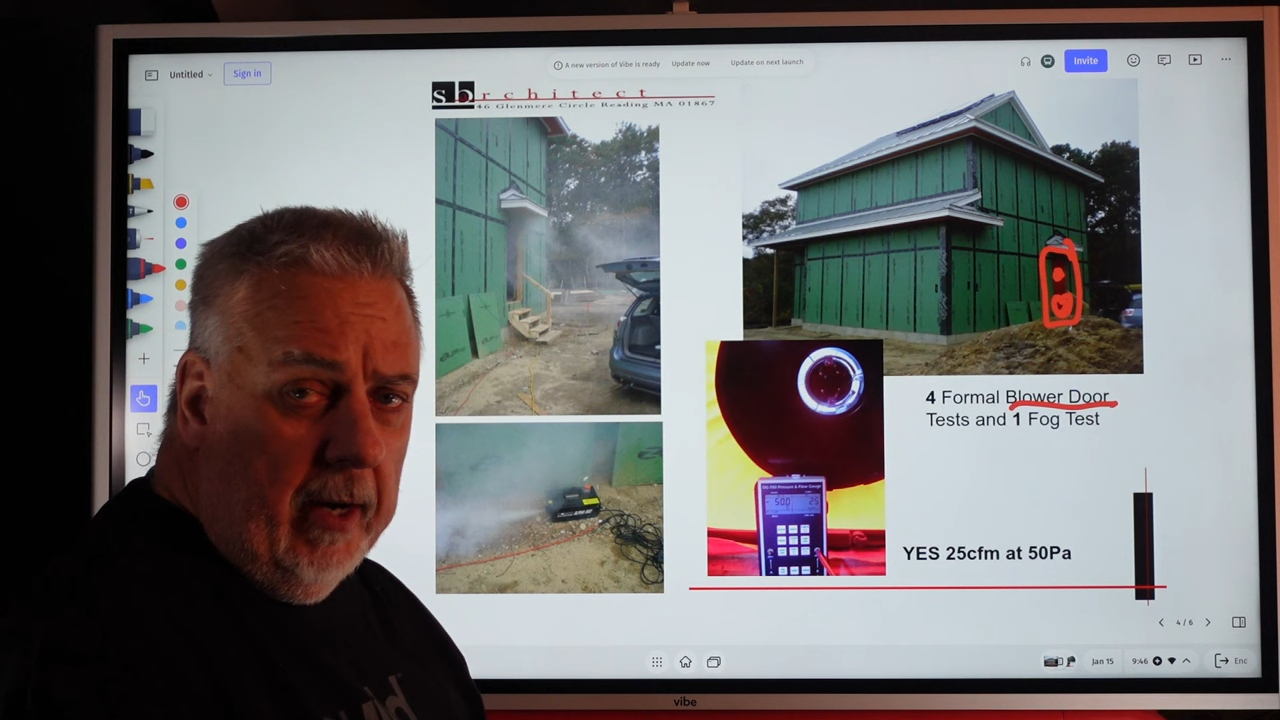 Untitled
Sign in
A new version of Vibe is ready
Update now
Update on next launch
Invite
sbrchitect
46 Glenmere Circle Reading MA 01867
4 Formal Blower Door
Tests and 1 Fog Test
YES 25cfm at 50Pa
4 / 6
Jan 15
9:46
Enc
vibe